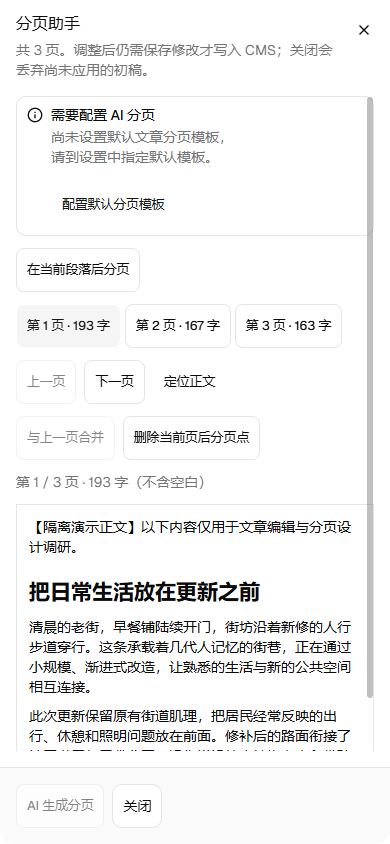 分页助手
共 3 页。调整后仍需保存修改才写入 CMS；关闭会
丢弃尚未应用的初稿。
需要配置 AI 分页
尚未设置默认文章分页模板，
请到设置中指定默认模板。
配置默认分页模板
在当前段落后分页
第 1 页 · 193 字 第 2 页 · 167 字 第 3 页 · 163 字
上一页 下一页 定位正文
与上一页合并 删除当前页后分页点
第 1 / 3 页 · 193 字（不含空白）
【隔离演示正文】以下内容仅用于文章编辑与分页设
计调研。
把日常生活放在更新之前
清晨的老街，早餐铺陆续开门，街坊沿着新修的人行
步道穿行。这条承载着几代人记忆的街巷，正在通过
小规模、渐进式改造，让熟悉的生活与新的公共空间
相互连接。
此次更新保留原有街道肌理，把居民经常反映的出
行、休憩和照明问题放在前面。修补后的路面衔接了
AI 生成分页 关闭